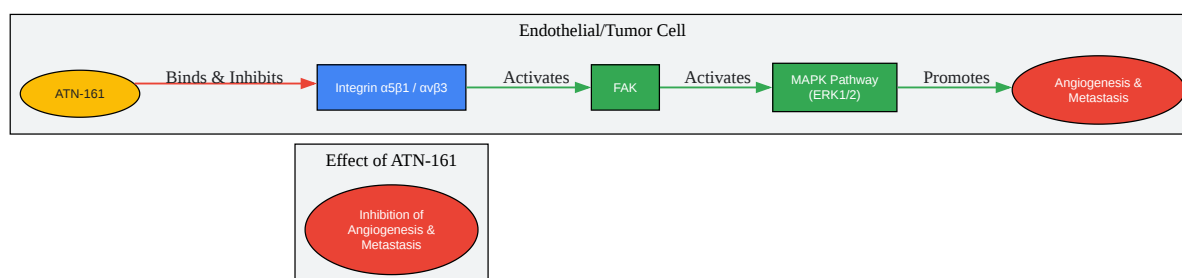 Endothelial/Tumor Cell
ATN-161
Binds & Inhibits
Integrin α5β1 / αvβ3
Activates
FAK
Activates
MAPK Pathway
(ERK1/2)
Promotes
Angiogenesis &
Metastasis
Effect of ATN-161
Inhibition of
Angiogenesis &
Metastasis